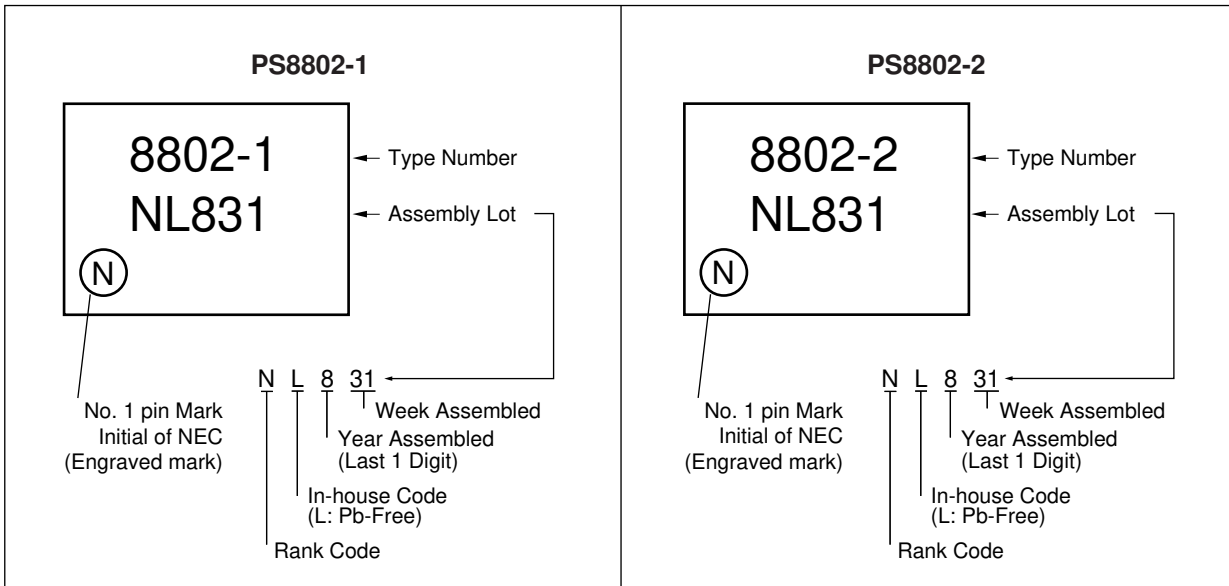 PS8802-1
8802-1
Type Number
NL831
Assembly Lot
N
N L 8 31
No. 1 pin Mark
Initial of NEC
(Engraved mark)
Week Assembled
Year Assembled
(Last 1 Digit)
In-house Code
(L: Pb-Free)
Rank Code
PS8802-2
8802-2
Type Number
NL831
Assembly Lot
N
N L 8 31
No. 1 pin Mark
Initial of NEC
(Engraved mark)
Week Assembled
Year Assembled
(Last 1 Digit)
In-house Code
(L: Pb-Free)
Rank Code